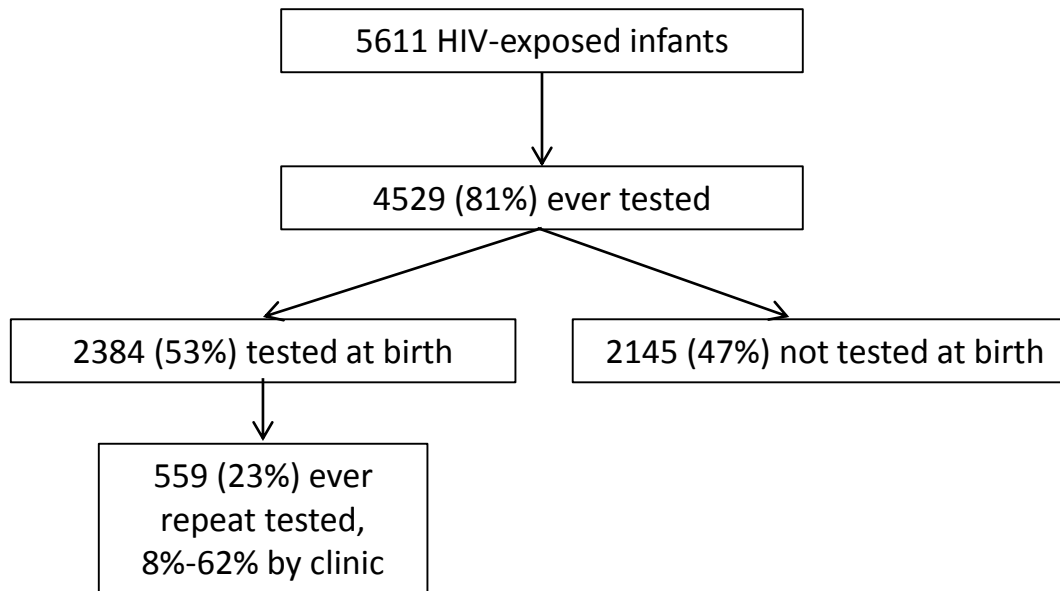 5611 HIV-exposed infants
4529 (81%) ever tested
2384 (53%) tested at birth
2145 (47%) not tested at birth
559 (23%) ever
repeat tested,
8%-62% by clinic